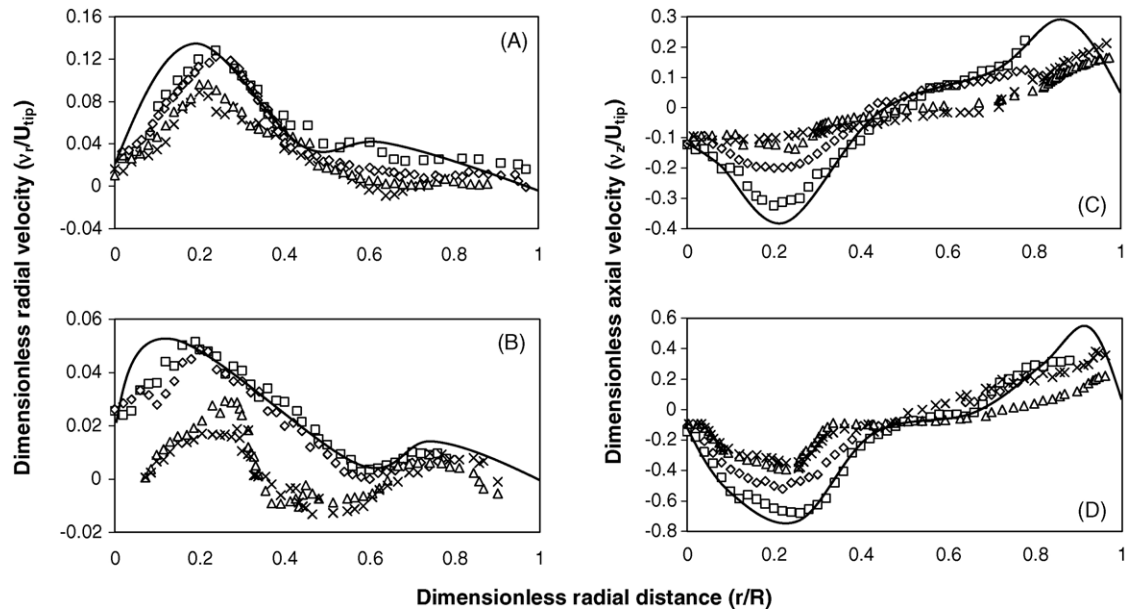 Dimensionless radial velocity (vr/Utip)
0.16
0.12
0.08
0.04
0
-0.04
(A)
0 0.2 0.4 0.6 0.8 1
0.06
0.04
0.02
0
-0.02
(B)
0 0.2 0.4 0.6 0.8 1
Dimensionless axial velocity (vz/Utip)
0.3
0.2
0.1
0
-0.1
-0.2
-0.3
-0.4
(C)
0 0.2 0.4 0.6 0.8 1
0.6
0.4
0.2
0
-0.2
-0.4
-0.6
-0.8
(D)
0 0.2 0.4 0.6 0.8 1
Dimensionless radial distance (r/R)